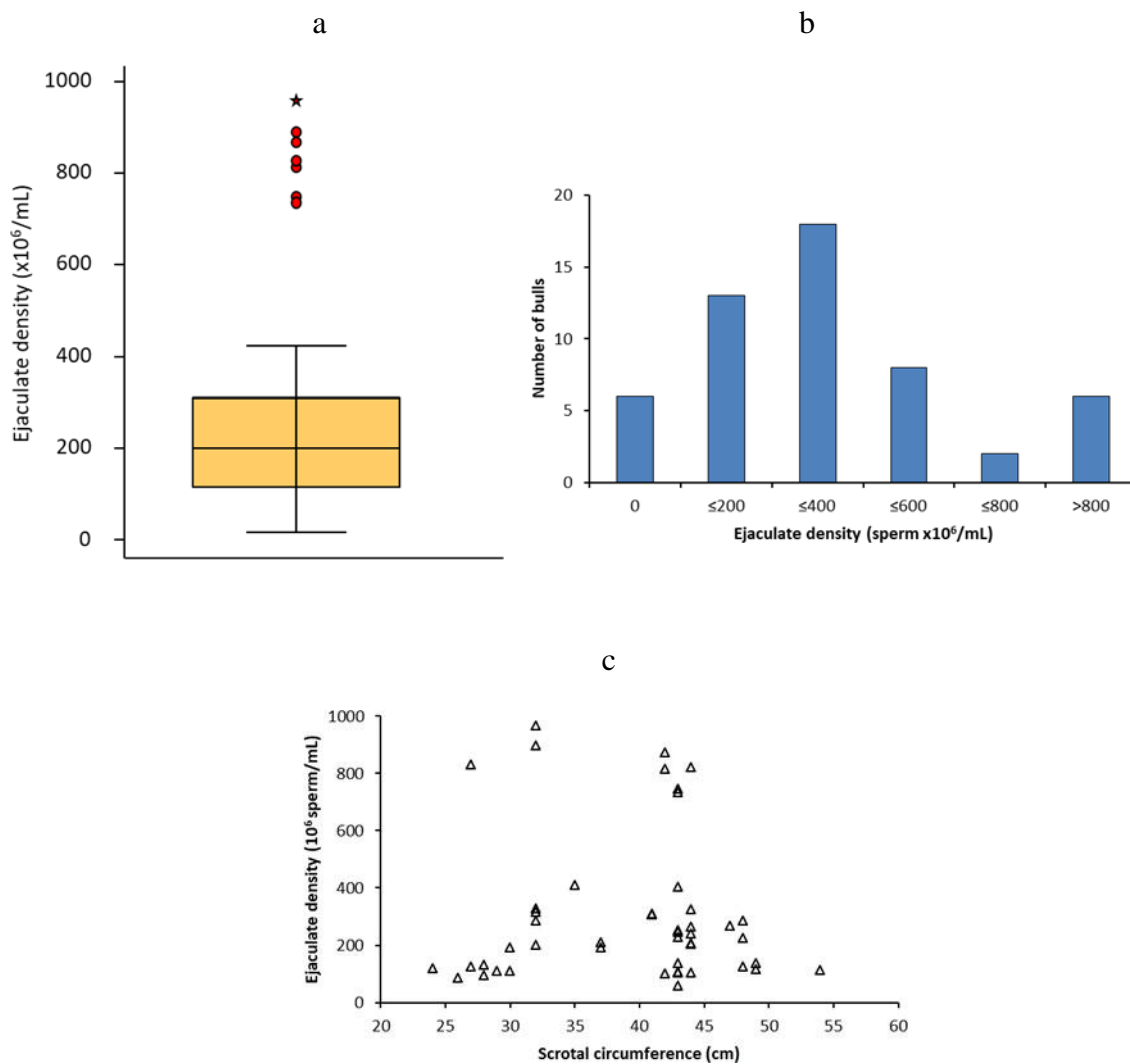 a
1000
800
600
400
200
0
Ejaculate density (x10⁶/mL)
b
20
15
10
5
0
Number of bulls
0 ≤200 ≤400 ≤600 ≤800 >800
Ejaculate density (sperm x10⁶/mL)
c
1000
800
600
400
200
0
Ejaculate density (10⁶ sperm/mL)
20 25 30 35 40 45 50 55 60
Scrotal circumference (cm)